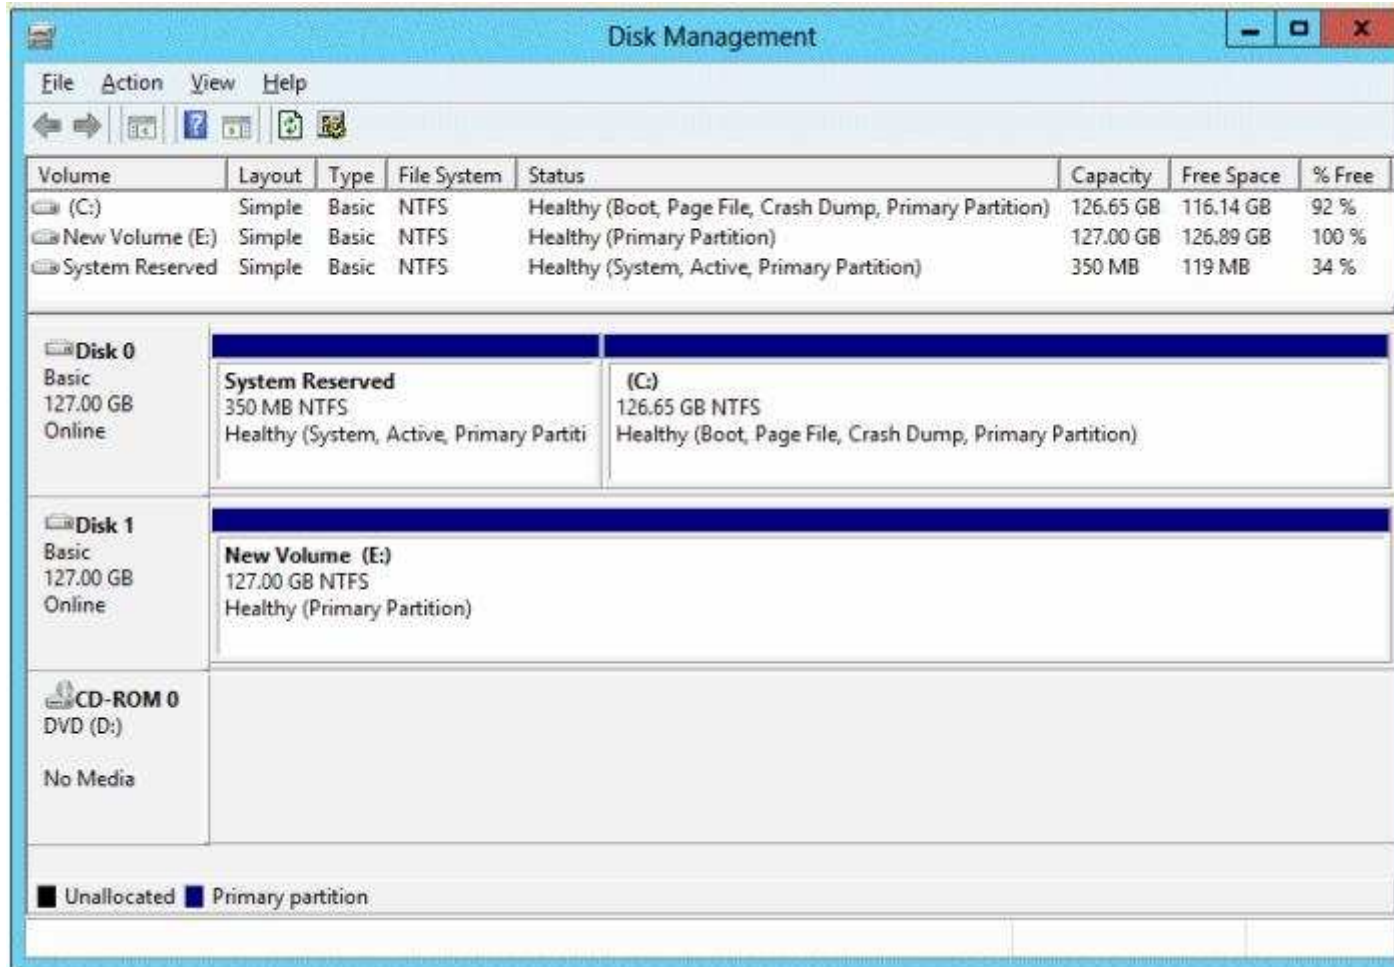 Disk Management
File Action View Help
Volume Layout Type File System Status Capacity Free Space % Free
(C:) Simple Basic NTFS Healthy (Boot, Page File, Crash Dump, Primary Partition) 126.65 GB 116.14 GB 92 %
New Volume (E:) Simple Basic NTFS Healthy (Primary Partition) 127.00 GB 126.89 GB 100 %
System Reserved Simple Basic NTFS Healthy (System, Active, Primary Partition) 350 MB 119 MB 34 %
Disk 0
Basic
127.00 GB
Online
System Reserved
350 MB NTFS
Healthy (System, Active, Primary Partiti
(C:)
126.65 GB NTFS
Healthy (Boot, Page File, Crash Dump, Primary Partition)
Disk 1
Basic
127.00 GB
Online
New Volume (E:)
127.00 GB NTFS
Healthy (Primary Partition)
CD-ROM 0
DVD (D:)
No Media
Unallocated Primary partition